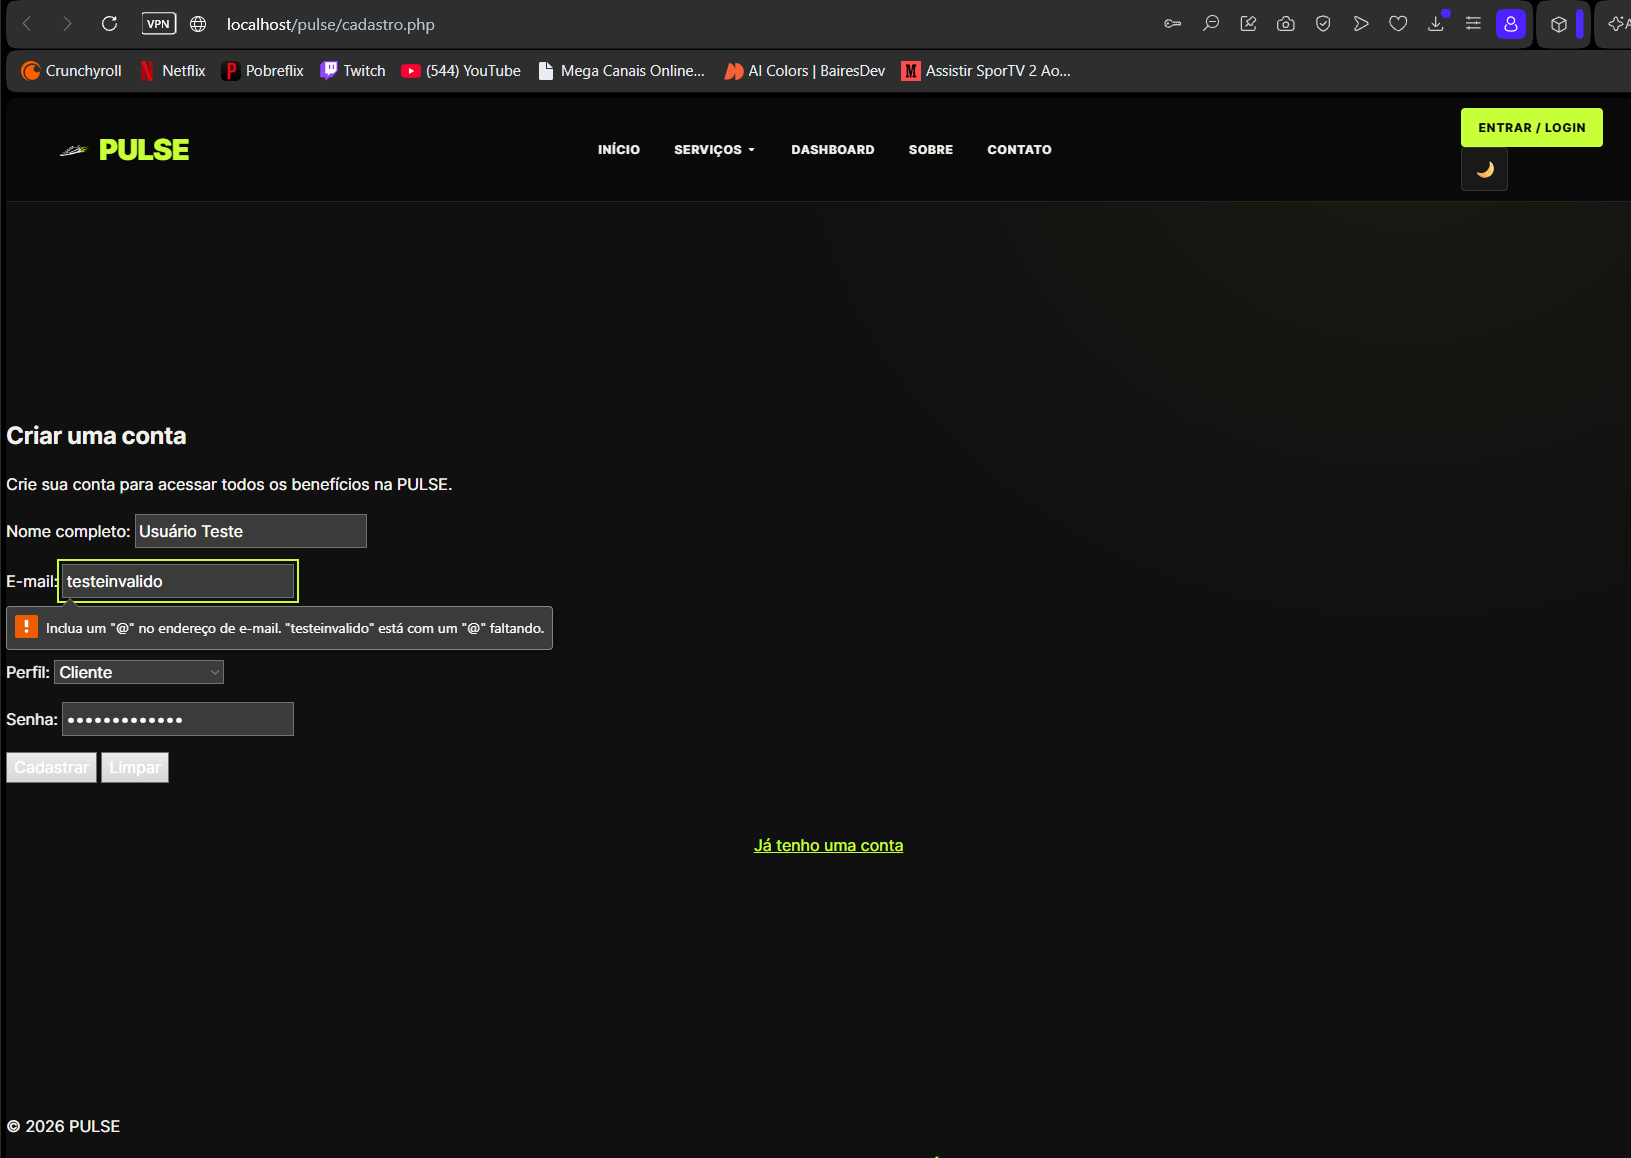 VPN
localhost/pulse/cadastro.php
Crunchyroll
Netflix
Pobreflix
Twitch
(544) YouTube
Mega Canais Online...
AI Colors | BairesDev
Assistir SporTV 2 Ao...
PULSE
INÍCIO
SERVIÇOS
DASHBOARD
SOBRE
CONTATO
ENTRAR / LOGIN
Criar uma conta
Crie sua conta para acessar todos os benefícios na PULSE.
Nome completo: Usuário Teste
E-mail: testeinvalido
Inclua um "@" no endereço de e-mail. "testeinvalido" está com um "@" faltando.
Perfil: Cliente
Senha: •••••••••••••
Cadastrar Limpar
Já tenho uma conta
© 2026 PULSE